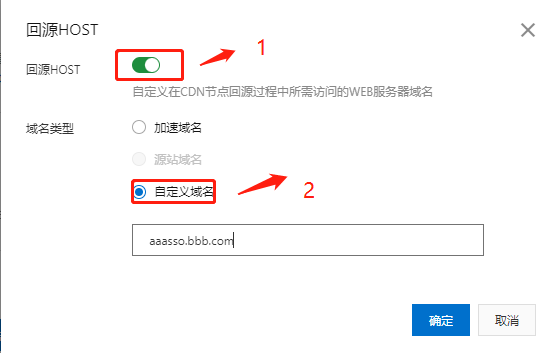 回源HOST
回源HOST
1
自定义在CDN节点回源过程中所需访问的WEB服务器域名
域名类型
加速域名
源站域名
自定义域名
2
aaasso.bbb.com
确定
取消